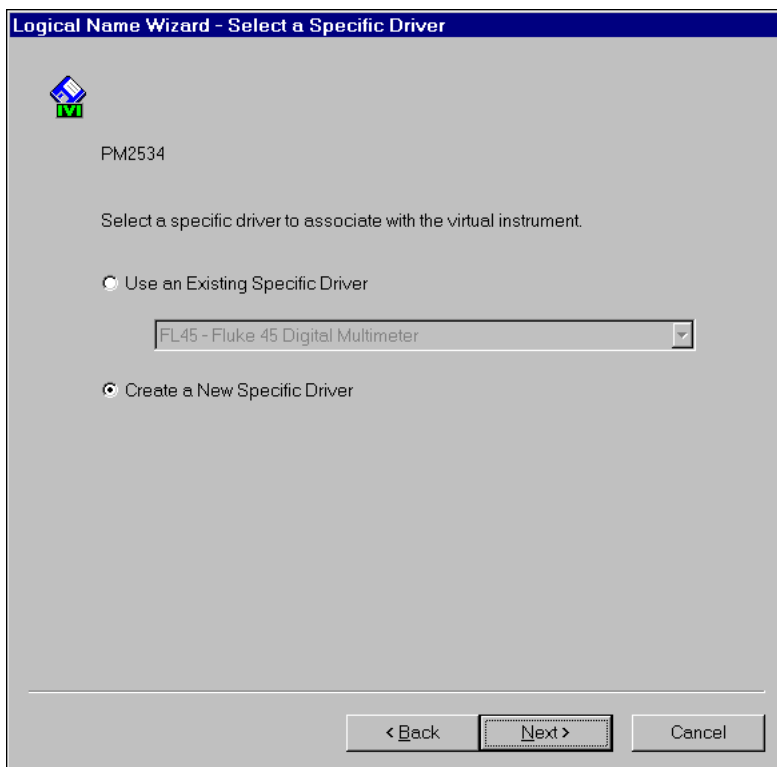 Logical Name Wizard - Select a Specific Driver
IVI
PM2534
Select a specific driver to associate with the virtual instrument.
Use an Existing Specific Driver
FL45 - Fluke 45 Digital Multimeter
Create a New Specific Driver
< Back
Next >
Cancel